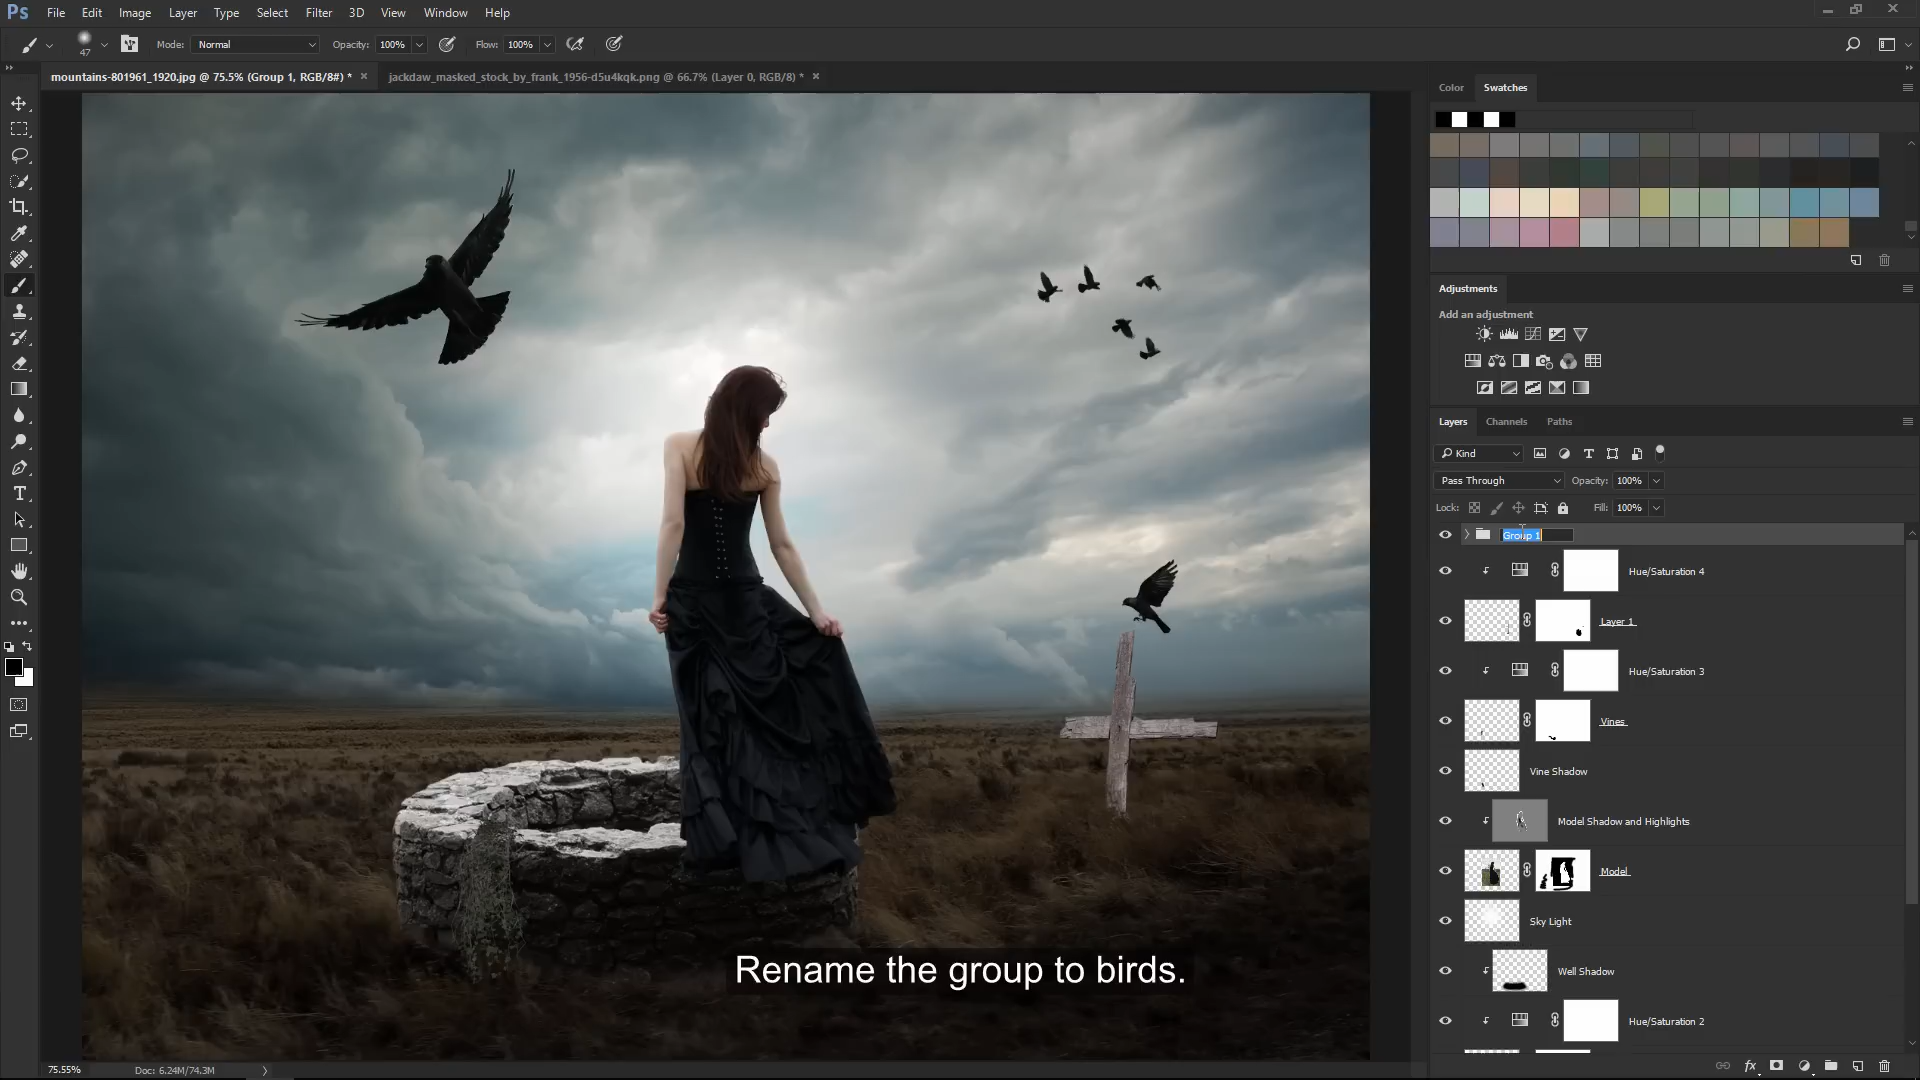 Ps File Edit Image Layer Type Select Filter 3D View Window Help
47 Mode: Normal Opacity: 100% Flow: 100%
mountains-801961_1920.jpg @ 75.5% (Group 1, RGB/8#) * × jackdaw_masked_stock_by_frank_1956-d5u4kqk.png @ 66.7% (Layer 0, RGB/8) * ×
Color Swatches
Adjustments
Add an adjustment
Layers Channels Paths
Kind
Pass Through Opacity: 100%
Lock: Fill: 100%
Group 1
Hue/Saturation 4
Layer 1
Hue/Saturation 3
Vines
Vine Shadow
Model Shadow and Highlights
Model
Sky Light
Well Shadow
Hue/Saturation 2
Rename the group to birds.
75.55% Doc: 6.24M/74.3M
fx